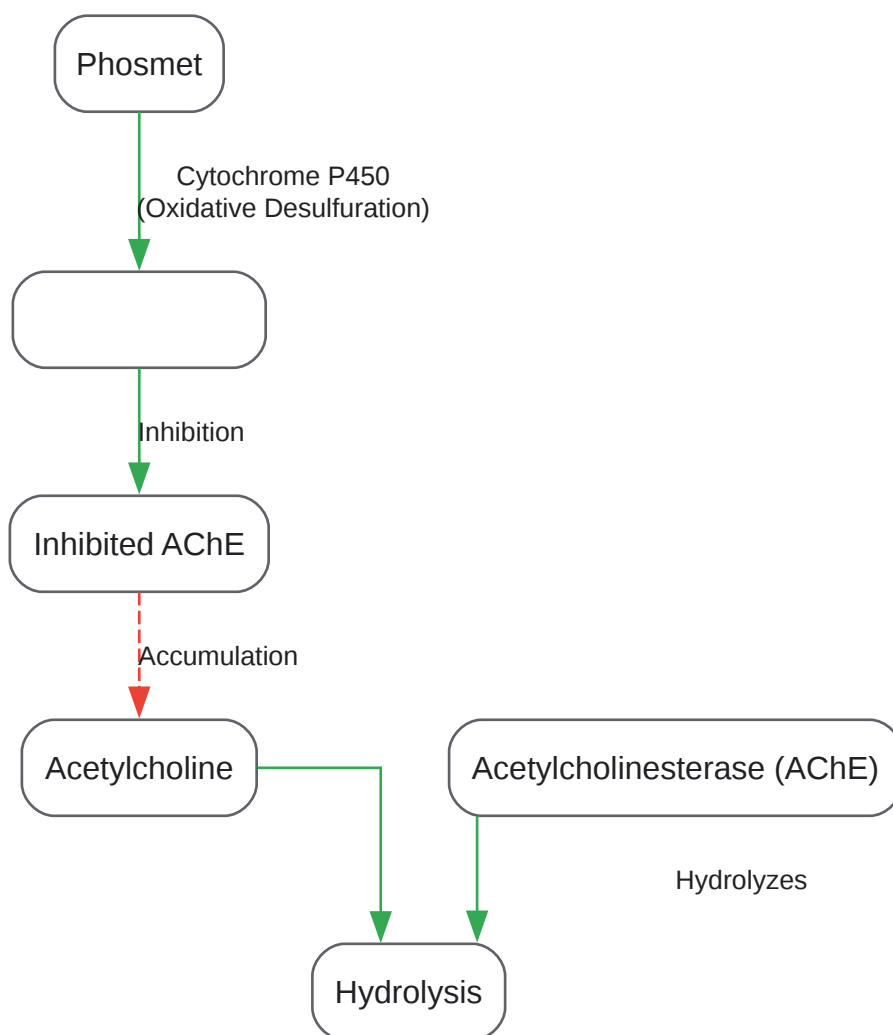 Phosmet
Cytochrome P450
(Oxidative Desulfuration)
Inhibition
Inhibited AChE
Accumulation
Acetylcholine
Acetylcholinesterase (AChE)
Hydrolyzes
Hydrolysis